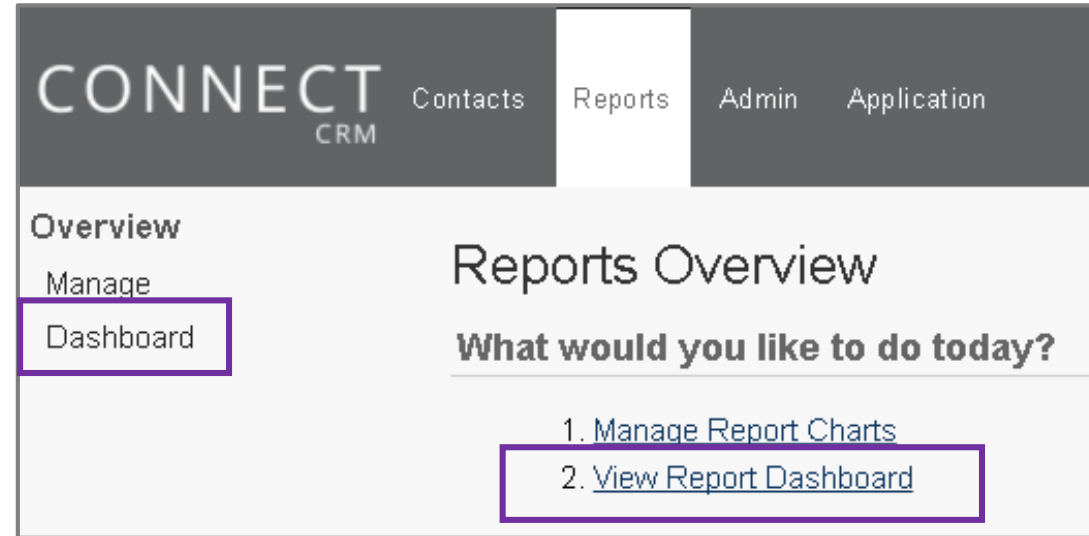 CONNECT
CRM
Contacts Reports Admin Application
Overview
Manage
Dashboard
Reports Overview
What would you like to do today?
1. Manage Report Charts
2. View Report Dashboard